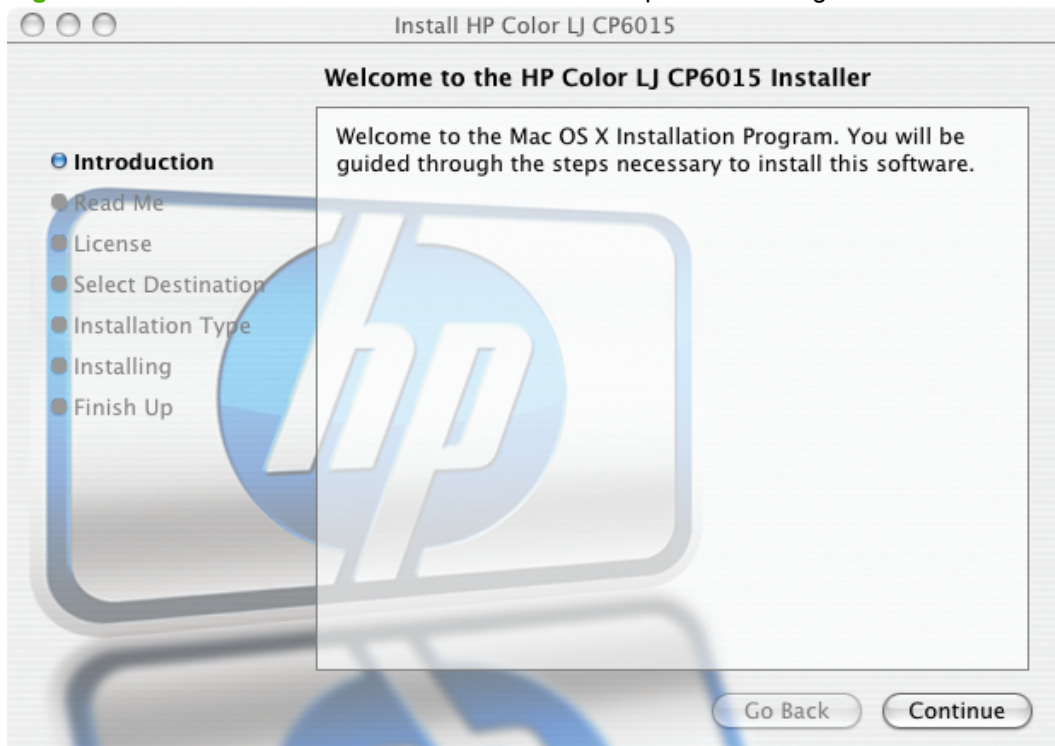 Install HP Color LJ CP6015
Welcome to the HP Color LJ CP6015 Installer
Introduction
Read Me
License
Select Destination
Installation Type
Installing
Finish Up
Welcome to the Mac OS X Installation Program. You will be
guided through the steps necessary to install this software.
hp
Go Back
Continue